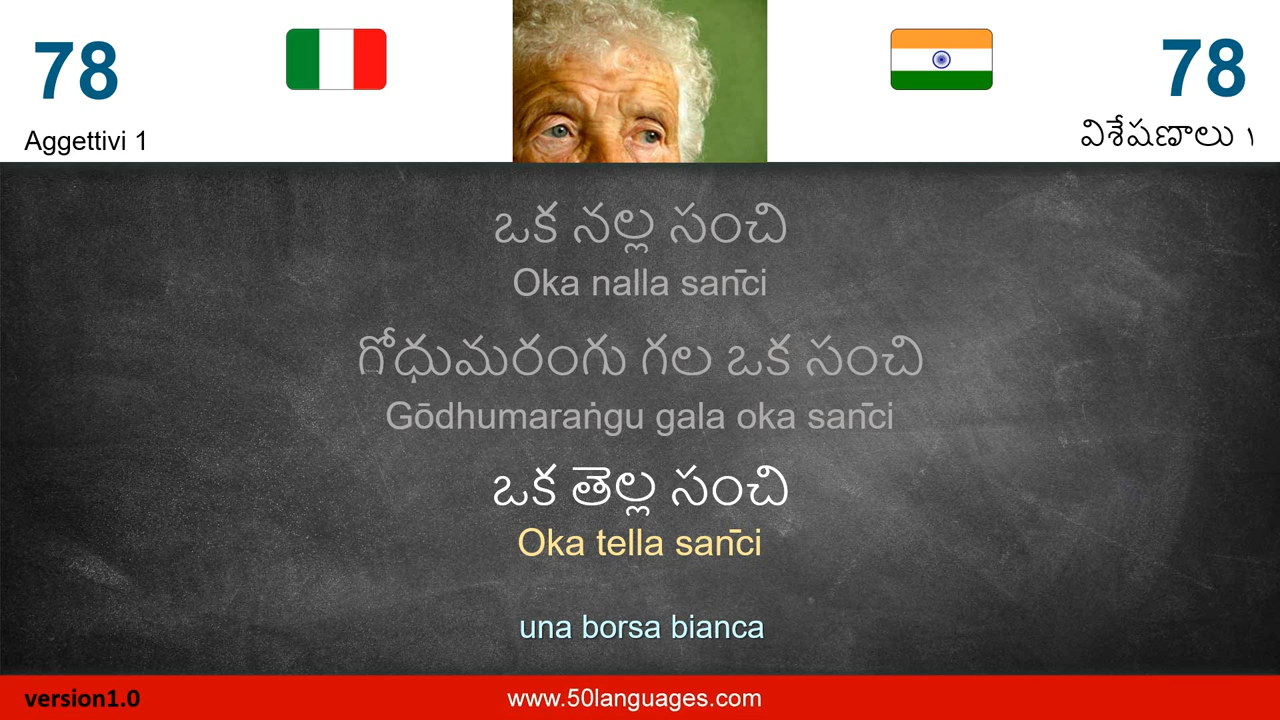 78
78
Aggettivi 1
విశేషణాలు ౧
ఒక నల్ల సంచి
Oka nalla san̄ci
గోధుమరంగు గల ఒక సంచి
Gōdhumaraṅgu gala oka san̄ci
ఒక తెల్ల సంచి
Oka tella san̄ci
una borsa bianca
version1.0
www.50languages.com